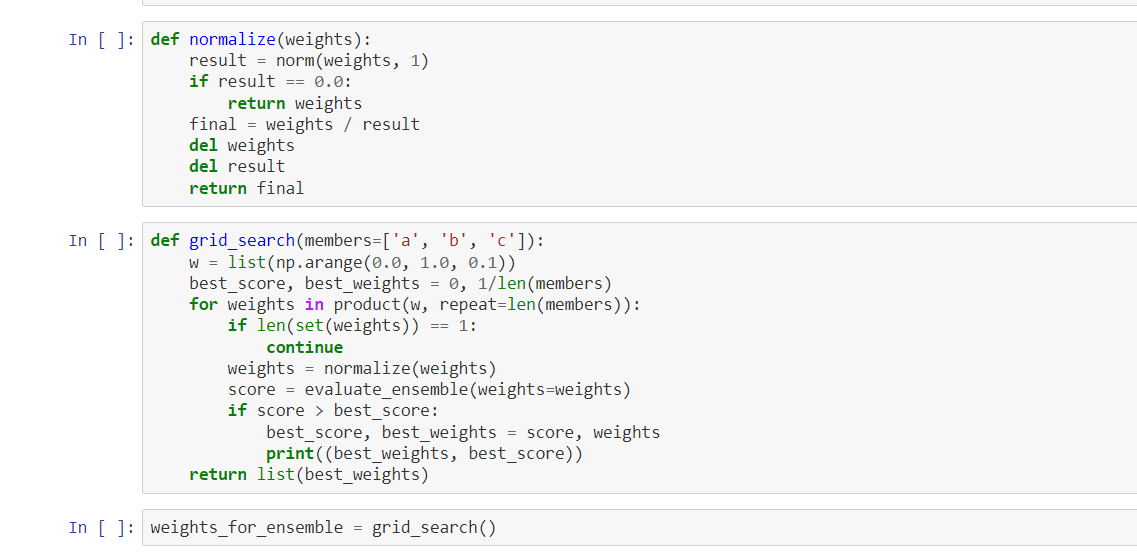 In [ ]: def normalize(weights):
    result = norm(weights, 1)
    if result == 0.0:
        return weights
    final = weights / result
    del weights
    del result
    return final
In [ ]: def grid_search(members=['a', 'b', 'c']):
    w = list(np.arange(0.0, 1.0, 0.1))
    best_score, best_weights = 0, 1/len(members)
    for weights in product(w, repeat=len(members)):
        if len(set(weights)) == 1:
            continue
        weights = normalize(weights)
        score = evaluate_ensemble(weights=weights)
        if score > best_score:
            best_score, best_weights = score, weights
            print((best_weights, best_score))
    return list(best_weights)
In [ ]: weights_for_ensemble = grid_search()